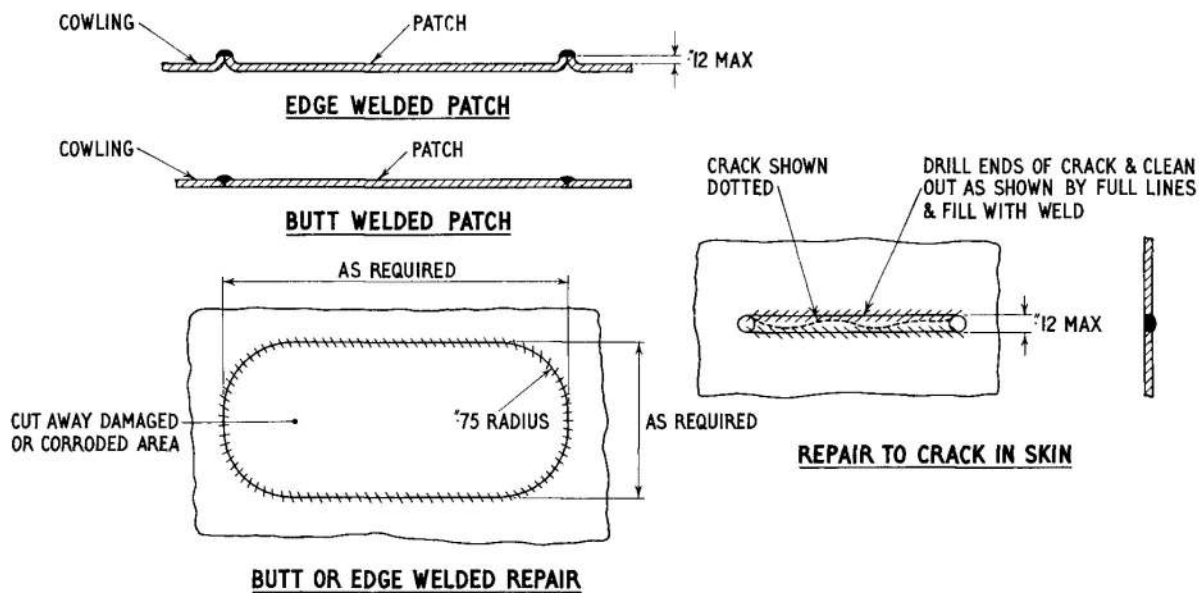 COWLING
PATCH
·"12 MAX
EDGE WELDED PATCH
COWLING
PATCH
BUTT WELDED PATCH
AS REQUIRED
CUT AWAY DAMAGED
OR CORRODED AREA
·"75 RADIUS
AS REQUIRED
BUTT OR EDGE WELDED REPAIR
CRACK SHOWN
DOTTED
DRILL ENDS OF CRACK & CLEAN
OUT AS SHOWN BY FULL LINES
& FILL WITH WELD
·"12 MAX
REPAIR TO CRACK IN SKIN